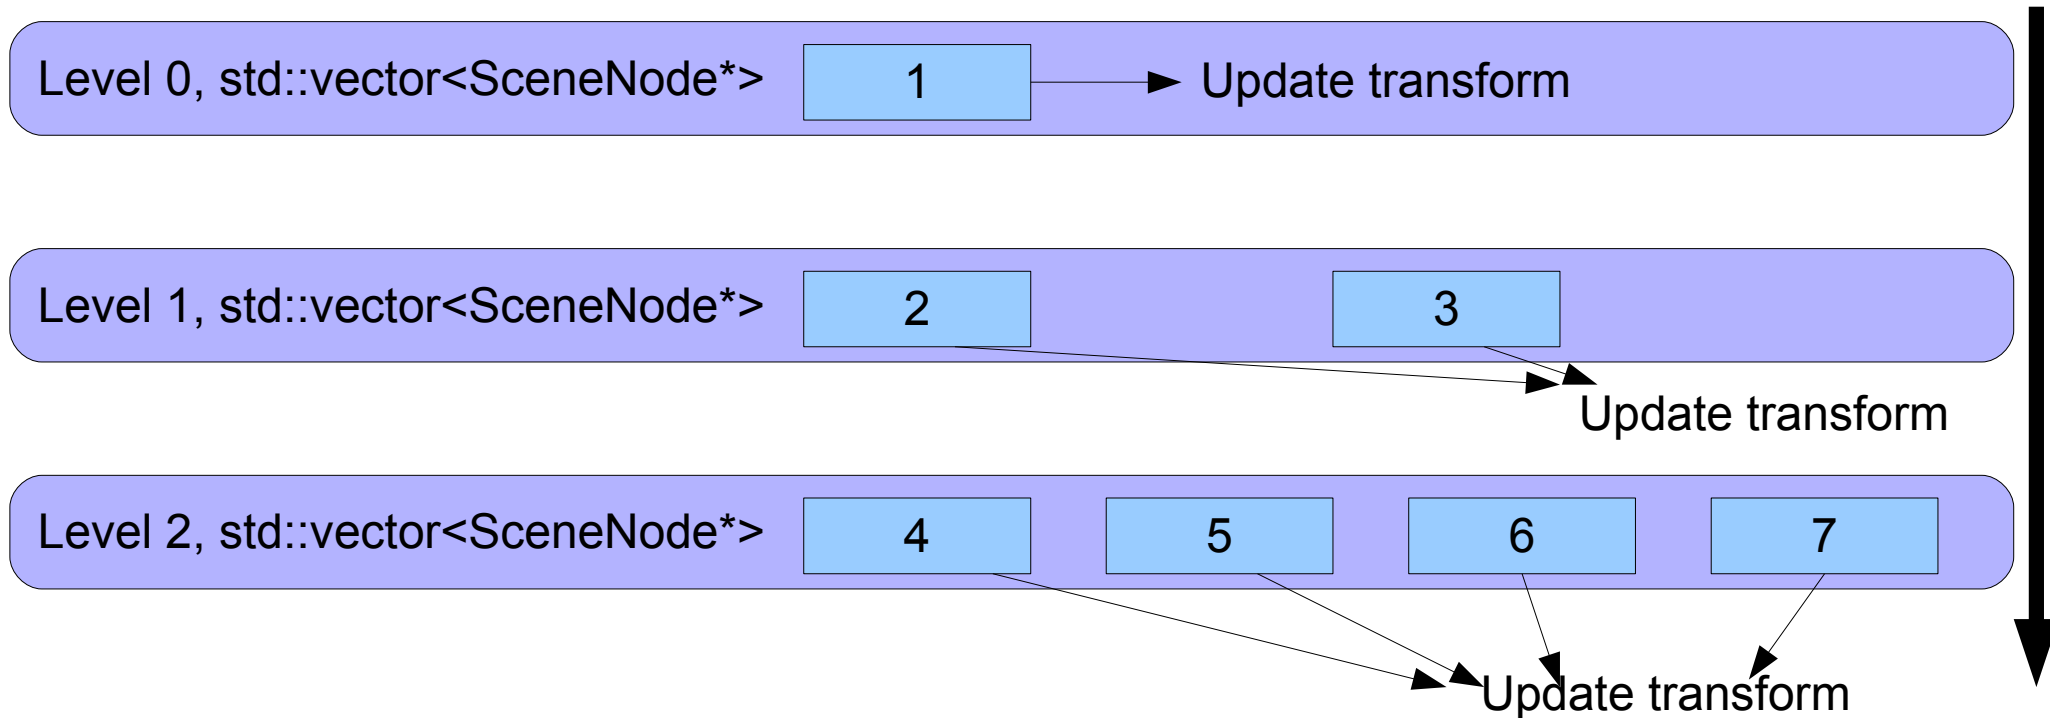 Level 0, std::vector<SceneNode*> 1 Update transform
Level 1, std::vector<SceneNode*> 2 3
Update transform
Level 2, std::vector<SceneNode*> 4 5 6 7
Update transform